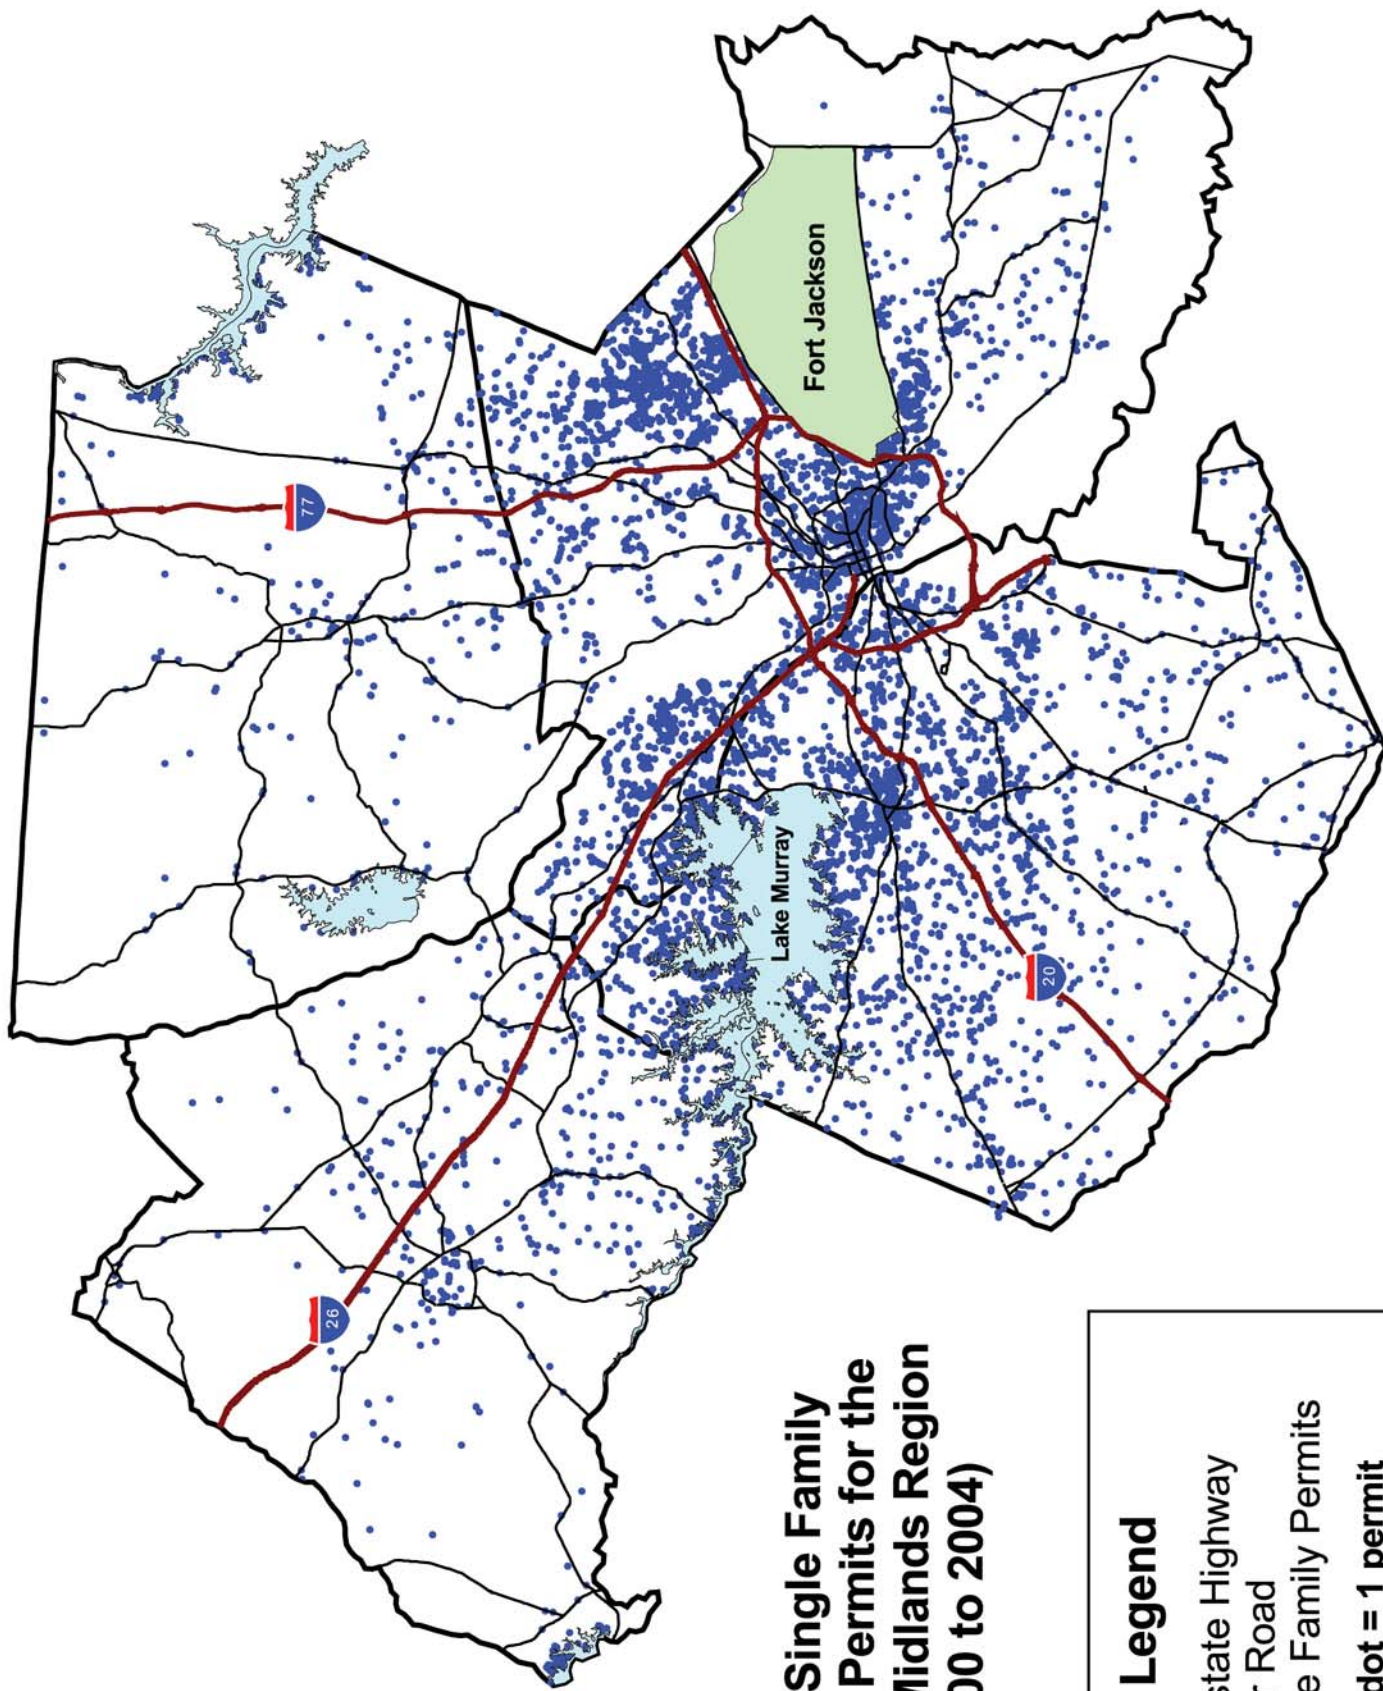 Single Family
Permits for the
Midlands Region
00 to 2004)
Legend
state Highway
r Road
e Family Permits
dot = 1 permit
Fort Jackson
Lake Murray
77
26
20